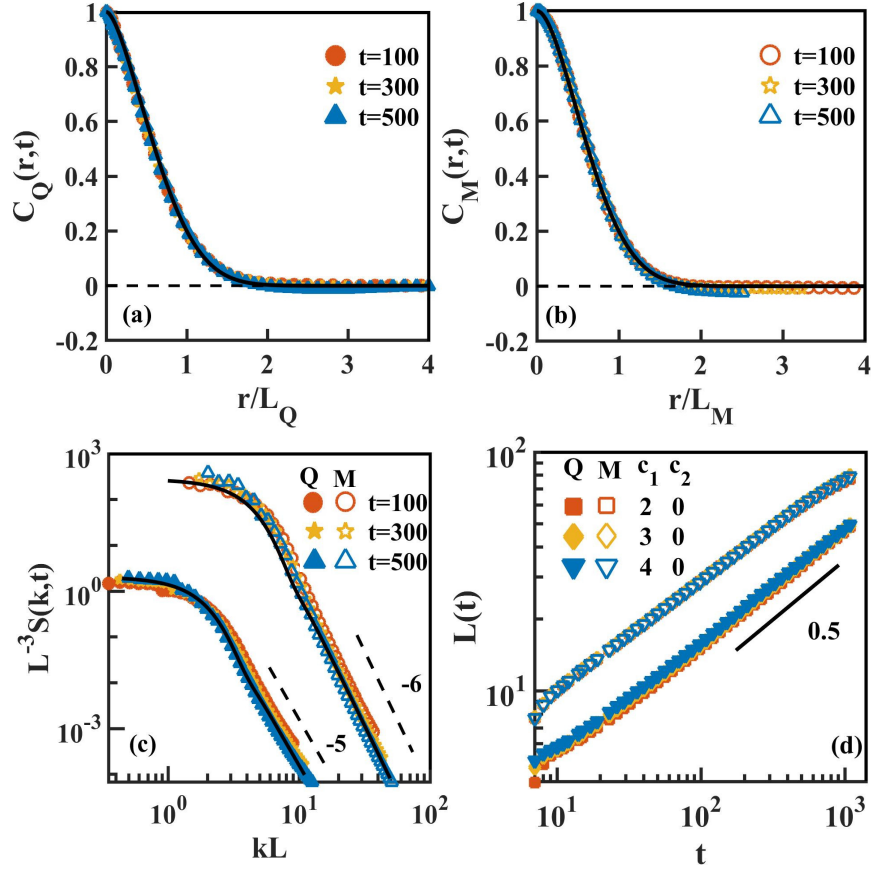 1
0.8
0.6
0.4
0.2
0
-0.2
C_Q(r,t)
t=100
t=300
t=500
(a)
0 1 2 3 4
r/L_Q
1
0.8
0.6
0.4
0.2
0
-0.2
C_M(r,t)
t=100
t=300
t=500
(b)
0 1 2 3 4
r/L_M
10^3
10^0
10^-3
L^-3S(k,t)
Q M
t=100
t=300
t=500
-6
-5
(c)
10^0 10^1 10^2
kL
10^2
10^1
L(t)
Q M c_1 c_2
2 0
3 0
4 0
0.5
(d)
10^1 10^2 10^3
t